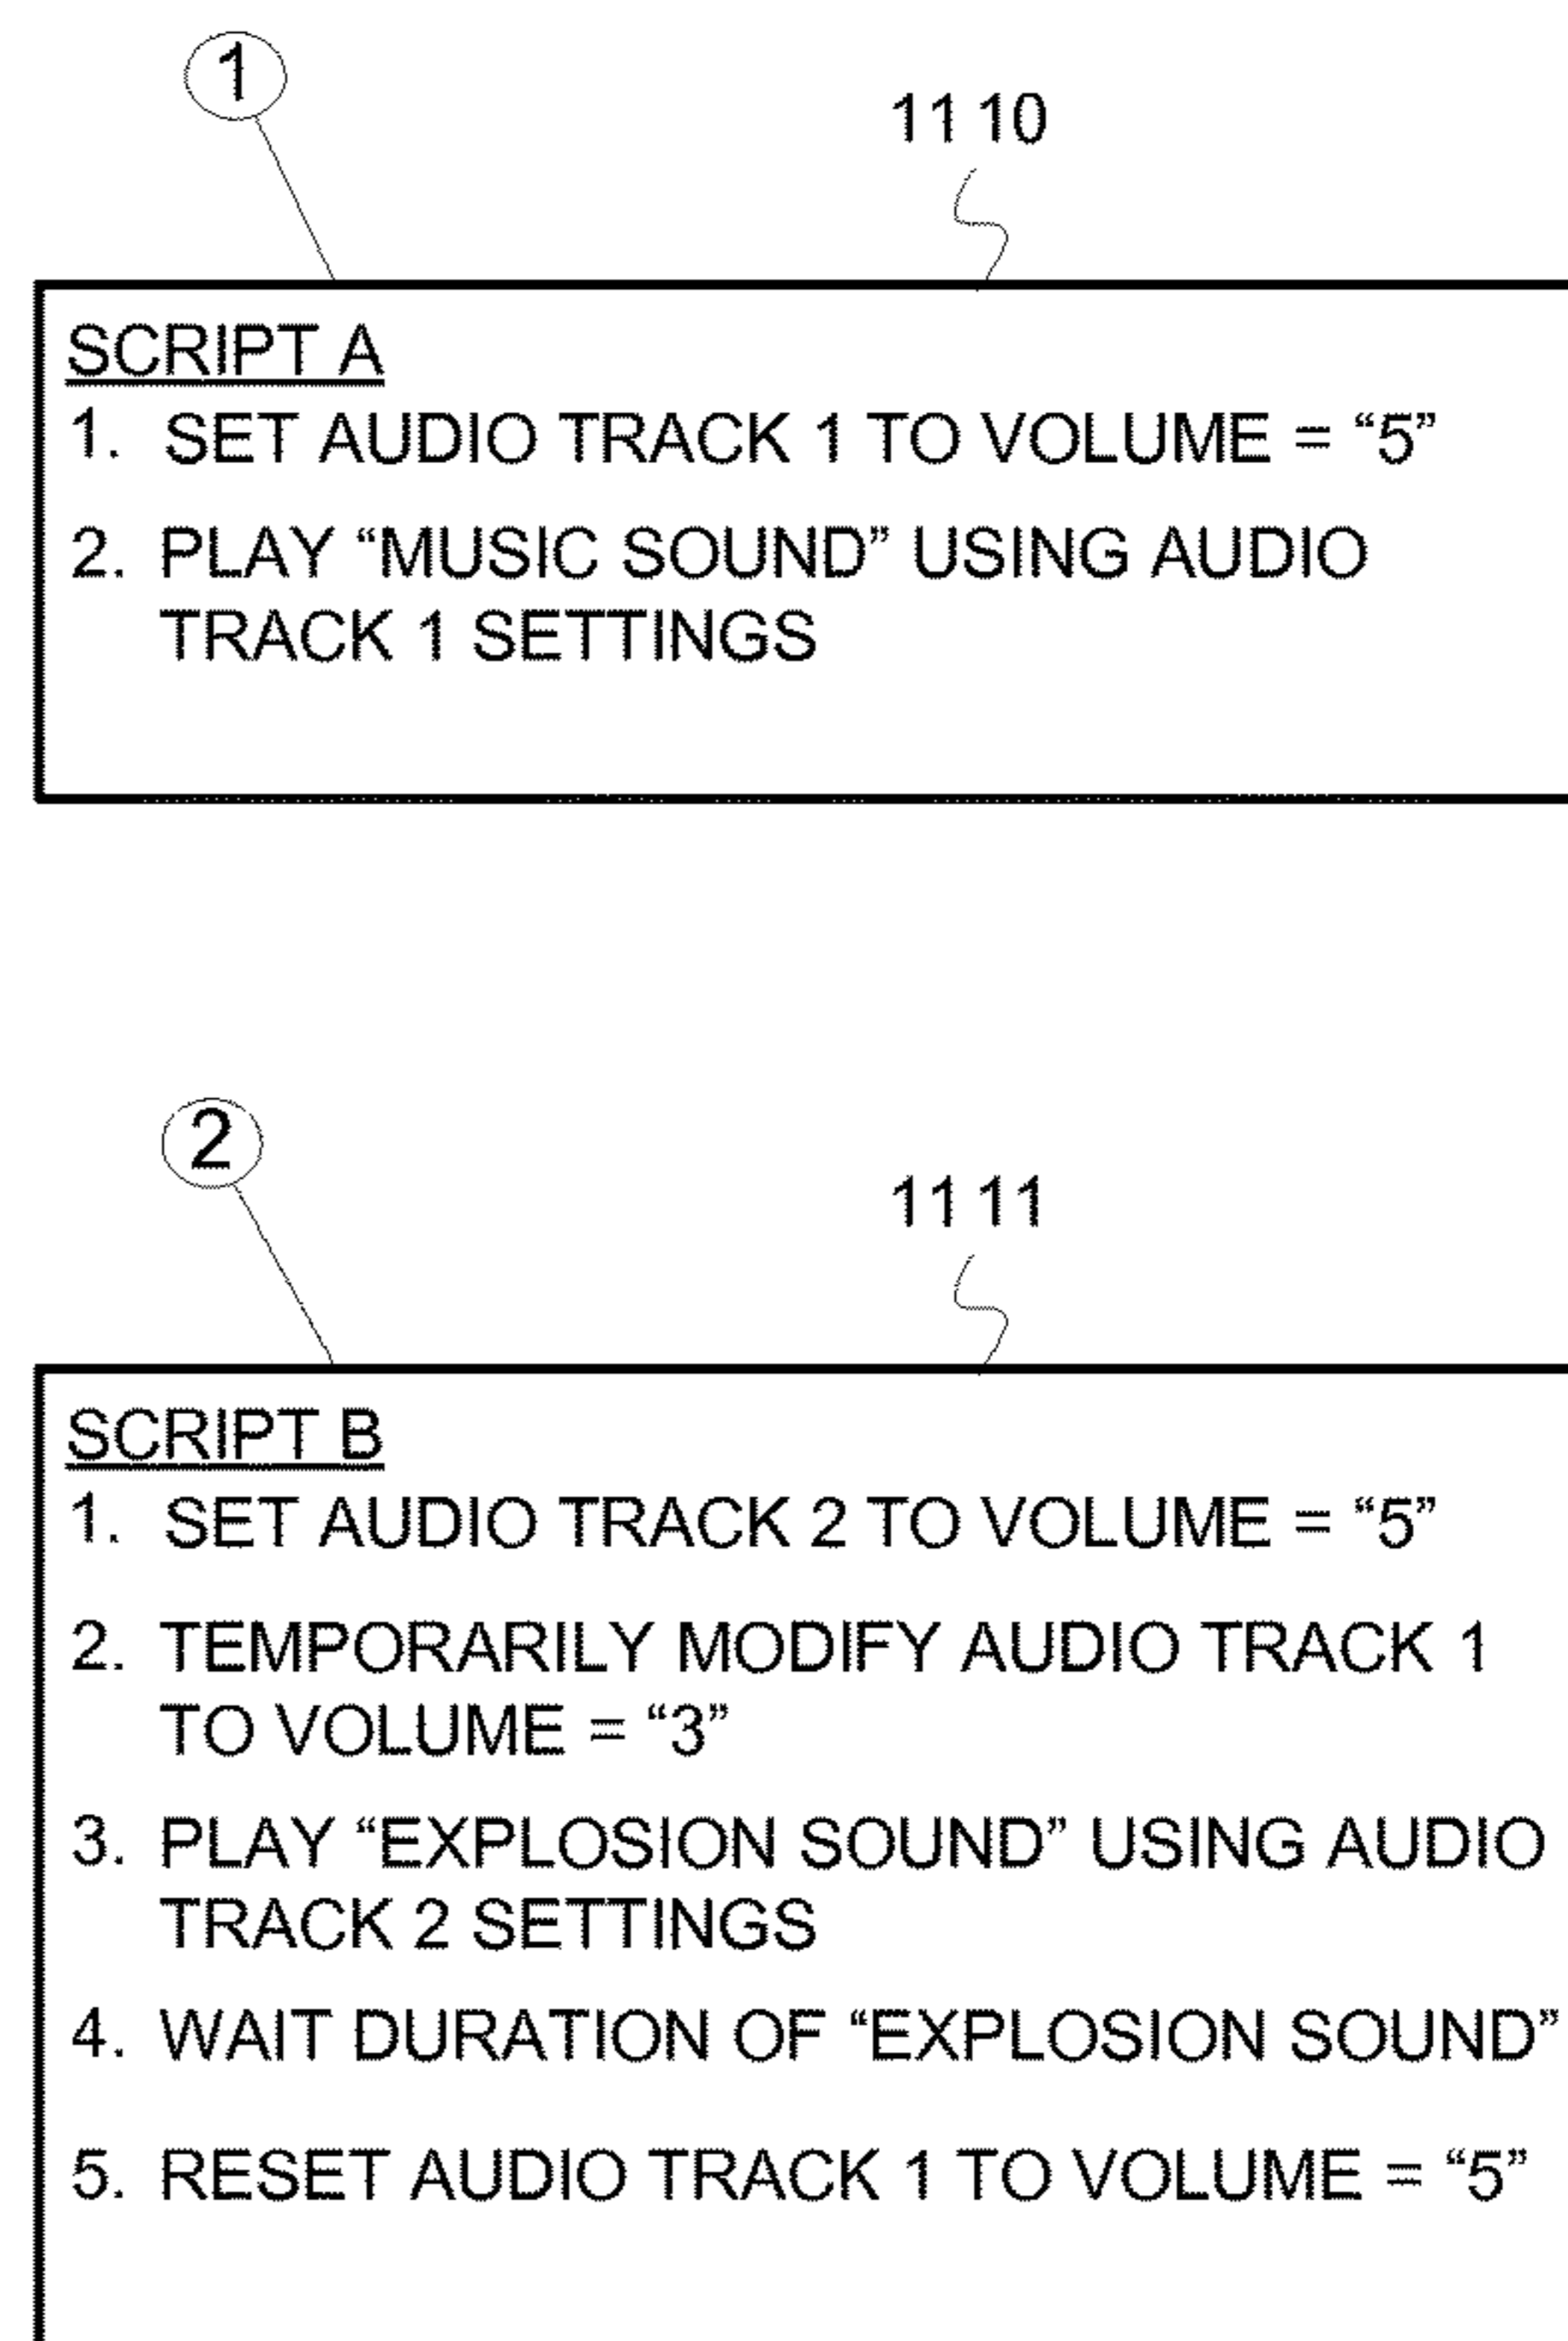 1
1110
SCRIPT A
1. SET AUDIO TRACK 1 TO VOLUME = “5”
2. PLAY “MUSIC SOUND” USING AUDIO
TRACK 1 SETTINGS
2
1111
SCRIPT B
1. SET AUDIO TRACK 2 TO VOLUME = “5”
2. TEMPORARILY MODIFY AUDIO TRACK 1
TO VOLUME = “3”
3. PLAY “EXPLOSION SOUND” USING AUDIO
TRACK 2 SETTINGS
4. WAIT DURATION OF “EXPLOSION SOUND”
5. RESET AUDIO TRACK 1 TO VOLUME = “5”